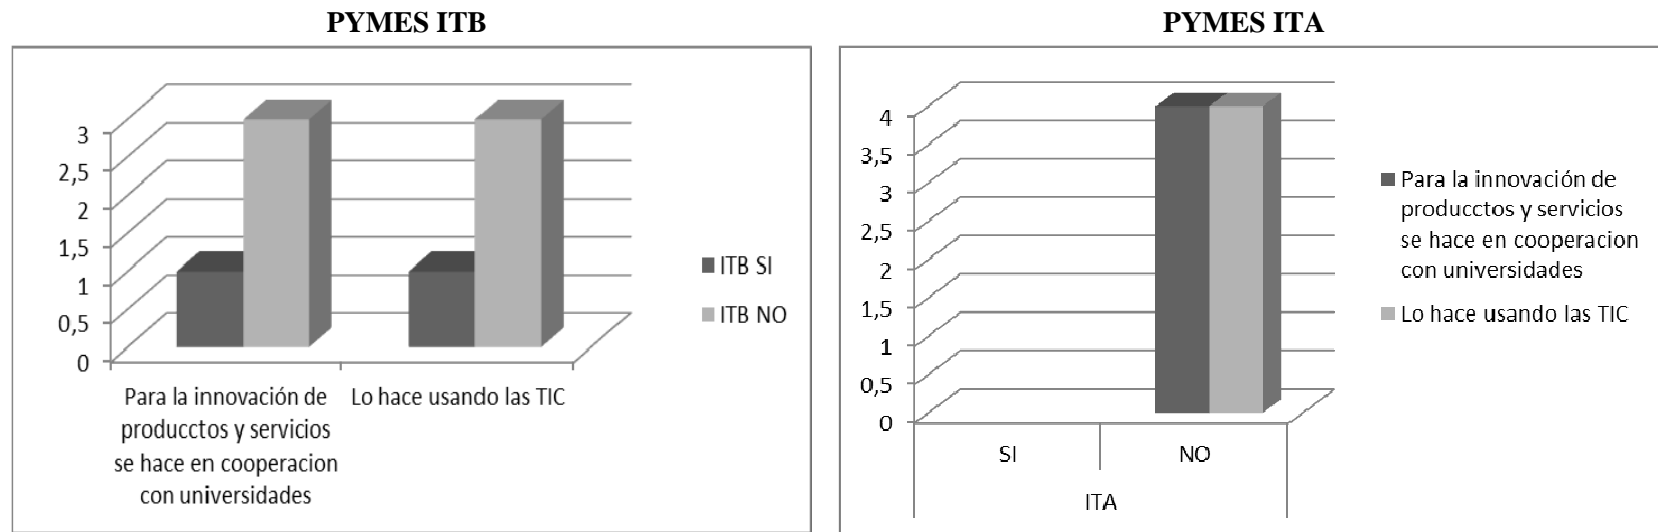 PYMES ITB
3
2,5
2
1,5
1
0,5
0
Para la innovación de
producctos y servicios
se hace en cooperacion
con universidades
Lo hace usando las TIC
ITB SI
ITB NO
PYMES ITA
4
3,5
3
2,5
2
1,5
1
0,5
0
SI
NO
ITA
Para la innovación de
producctos y servicios
se hace en cooperacion
con universidades
Lo hace usando las TIC